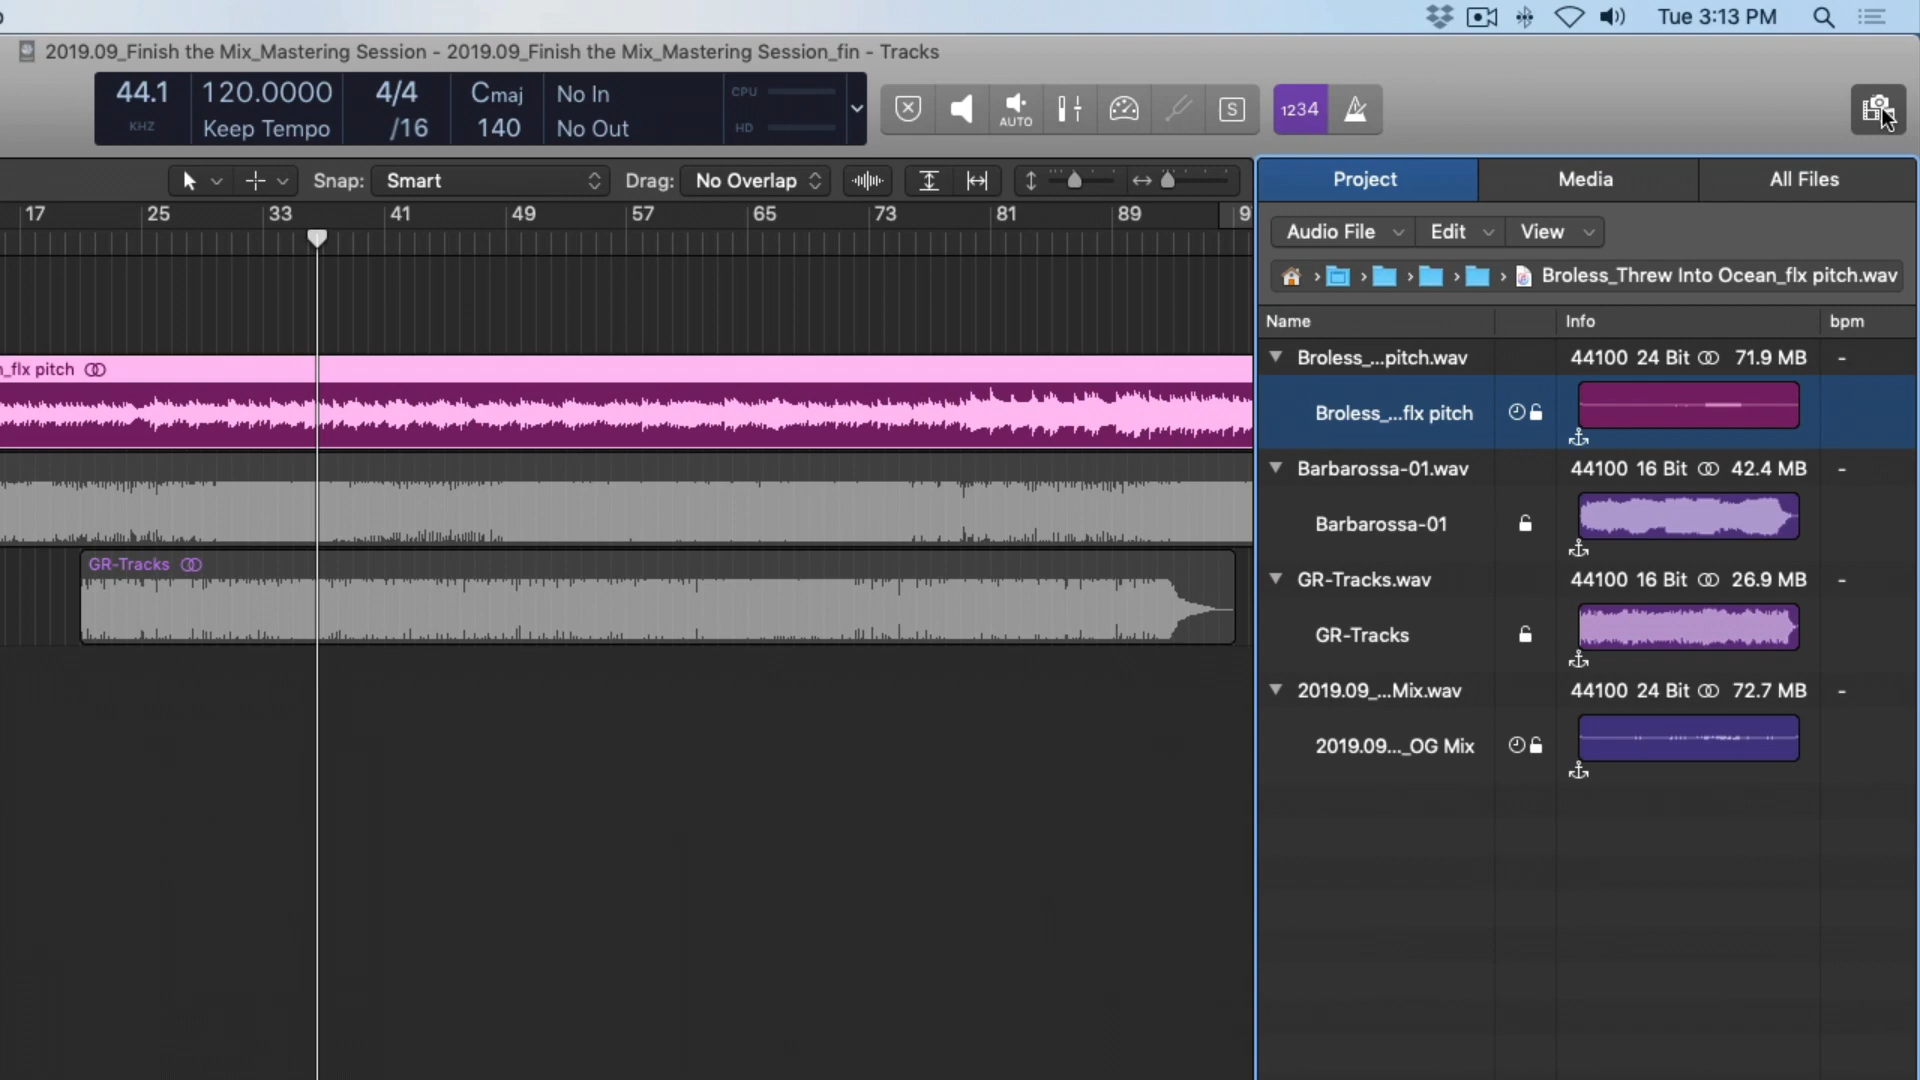 Tue 3:13 PM
2019.09_Finish the Mix_Mastering Session - 2019.09_Finish the Mix_Mastering Session_fin - Tracks
44.1 120.0000 4/4 Cmaj No In CPU
KHZ Keep Tempo /16 140 No Out HD
AUTO S 1234
Snap: Smart Drag: No Overlap
17 25 33 41 49 57 65 73 81 89
_flx pitch
GR-Tracks
Project Media All Files
Audio File Edit View
Broless_Threw Into Ocean_flx pitch.wav
Name Info bpm
Broless_...pitch.wav 44100 24 Bit 71.9 MB -
Broless_...flx pitch
Barbarossa-01.wav 44100 16 Bit 42.4 MB -
Barbarossa-01
GR-Tracks.wav 44100 16 Bit 26.9 MB -
GR-Tracks
2019.09_...Mix.wav 44100 24 Bit 72.7 MB -
2019.09..._OG Mix